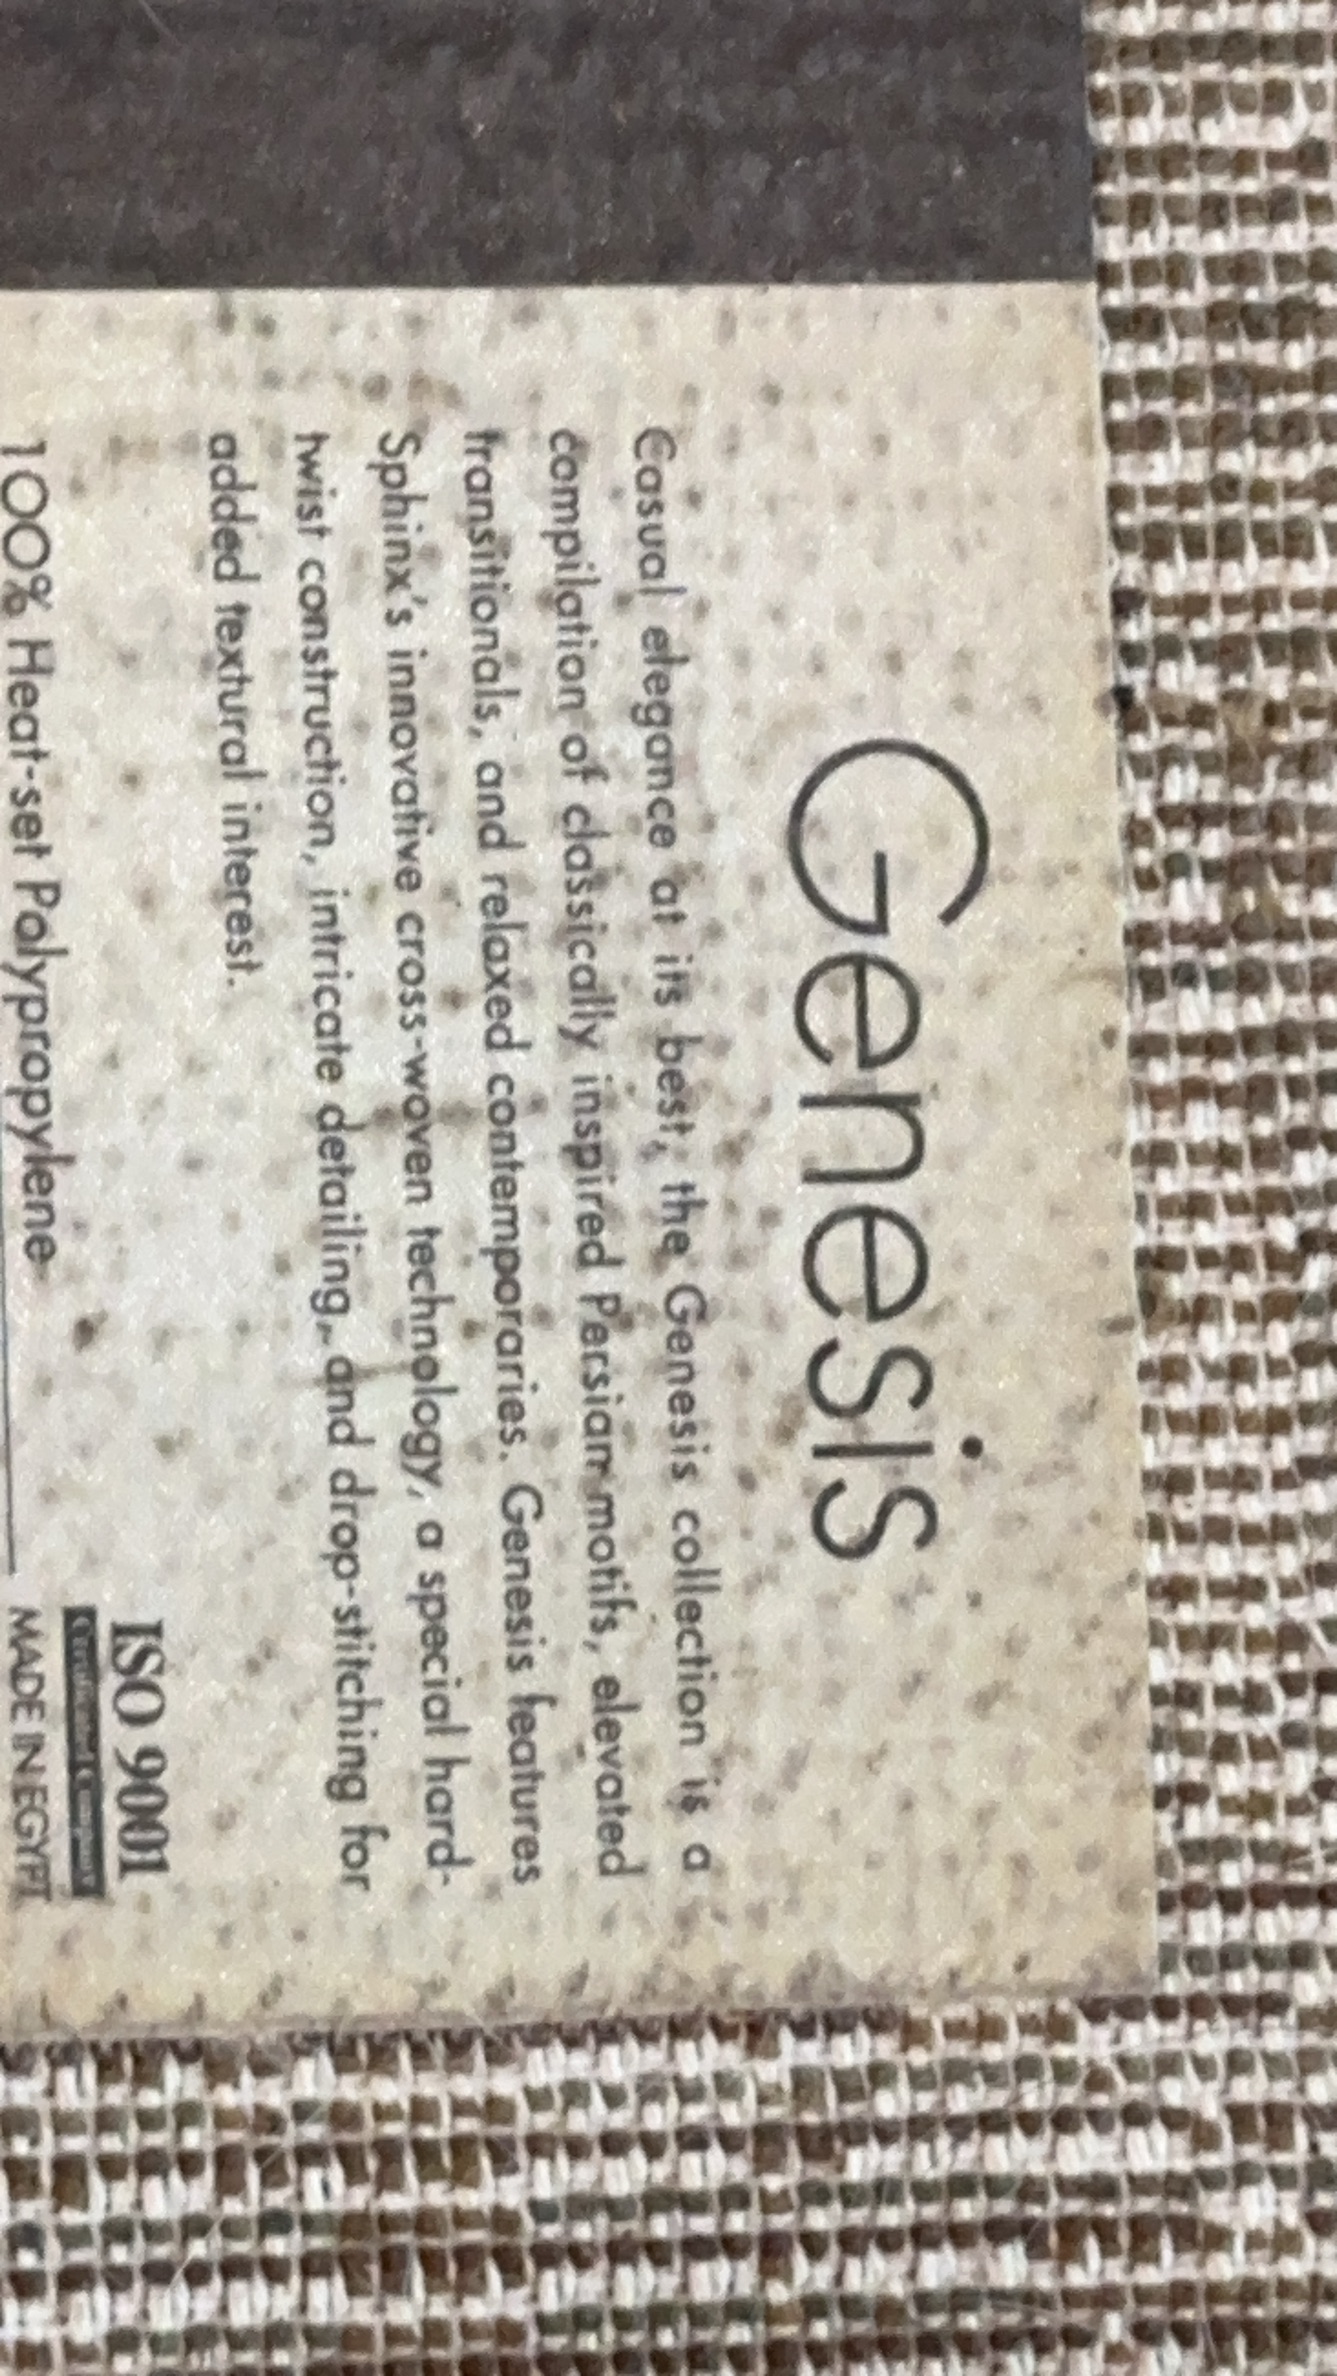 Genesis
Casual elegance at its best, the Genesis collection is a
compilation of classically inspired Persian motifs, elevated
transitionals, and relaxed contemporaries. Genesis features
Sphinx's innovative cross-woven technology, a special hard-
twist construction, intricate detailing, and drop-stitching for
added textural interest.
ISO 9001
Certificated Company
100% Heat-set Polypropylene
MADE IN EGYPT